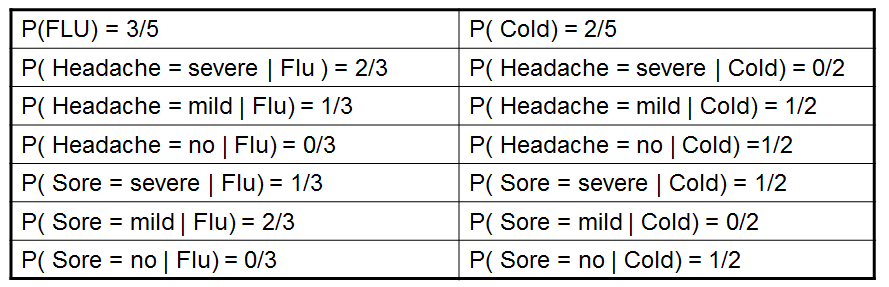 P(FLU) = 3/5 P( Cold) = 2/5
P( Headache = severe | Flu ) = 2/3 P( Headache = severe | Cold) = 0/2
P( Headache = mild | Flu) = 1/3 P( Headache = mild | Cold) = 1/2
P( Headache = no | Flu) = 0/3 P( Headache = no | Cold) =1/2
P( Sore = severe | Flu) = 1/3 P( Sore = severe | Cold) = 1/2
P( Sore = mild | Flu) = 2/3 P( Sore = mild | Cold) = 0/2
P( Sore = no | Flu) = 0/3 P( Sore = no | Cold) = 1/2